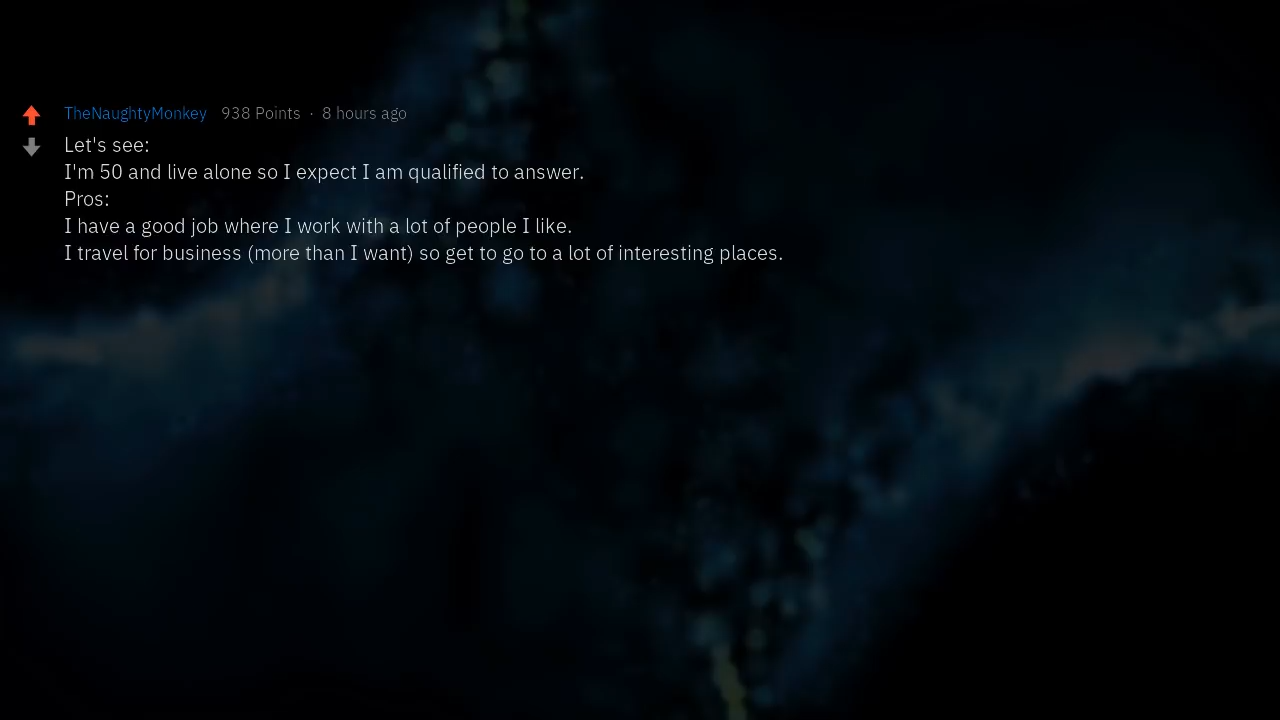 TheNaughtyMonkey 938 Points · 8 hours ago
Let's see:
I'm 50 and live alone so I expect I am qualified to answer.
Pros:
I have a good job where I work with a lot of people I like.
I travel for business (more than I want) so get to go to a lot of interesting places.